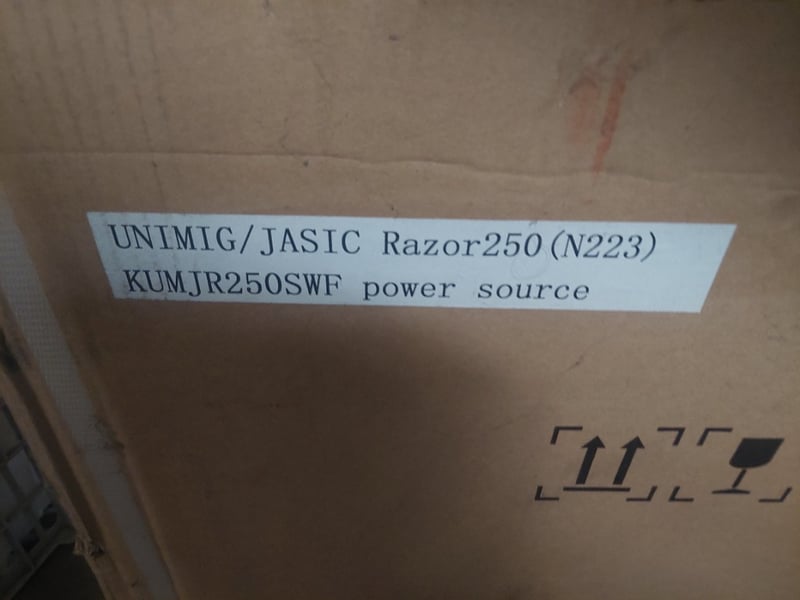 UNIMIG/JASIC Razor250(N223)
KUMJR250SWF power source